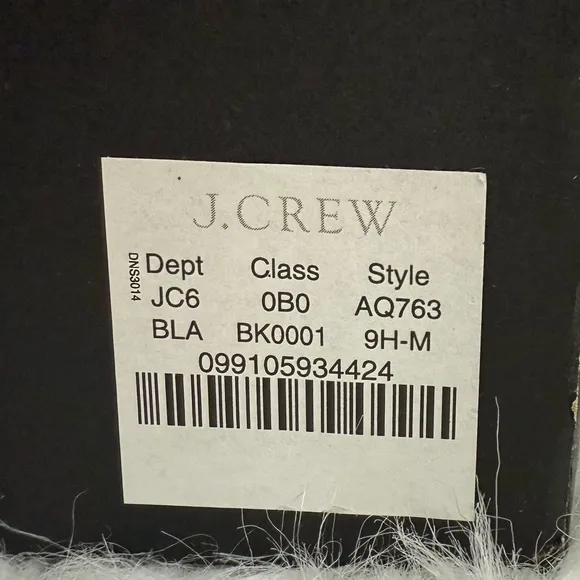 J.CREW
DNS3014
Dept Class Style
JC6 0B0 AQ763
BLA BK0001 9H-M
099105934424